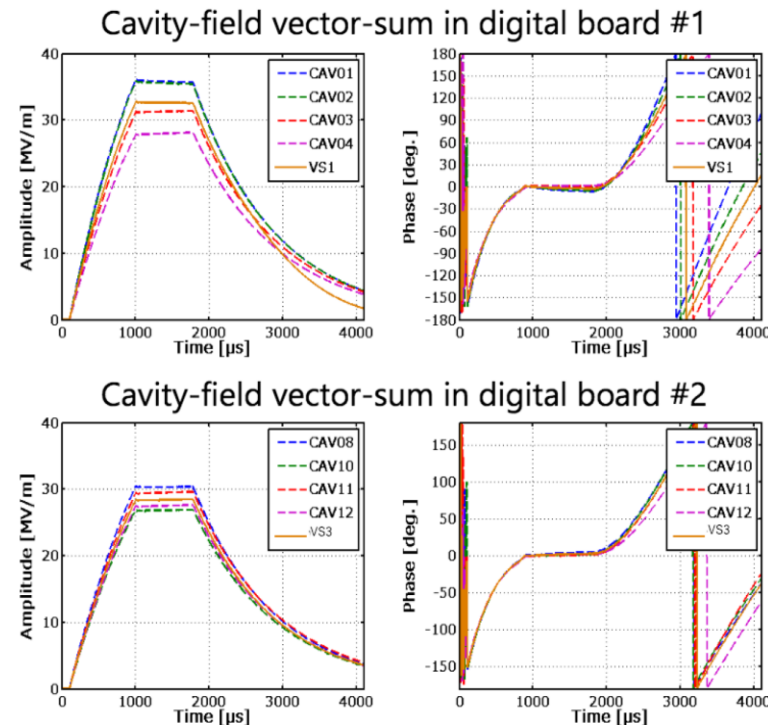 Cavity-field vector-sum in digital board #1
40
30
20
10
0
Amplitude [MV/m]
0 1000 2000 3000 4000
Time [µs]
CAV01
CAV02
CAV03
CAV04
VS1
180
150
120
90
60
30
0
-30
-60
-90
-120
-150
-180
Phase [deg.]
0 1000 2000 3000 4000
Time [µs]
CAV01
CAV02
CAV03
CAV04
VS1
Cavity-field vector-sum in digital board #2
40
30
20
10
0
Amplitude [MV/m]
0 1000 2000 3000 4000
Time [µs]
CAV08
CAV10
CAV11
CAV12
VS3
150
100
50
0
-50
-100
-150
Phase [deg.]
0 1000 2000 3000 4000
Time [µs]
CAV08
CAV10
CAV11
CAV12
VS3